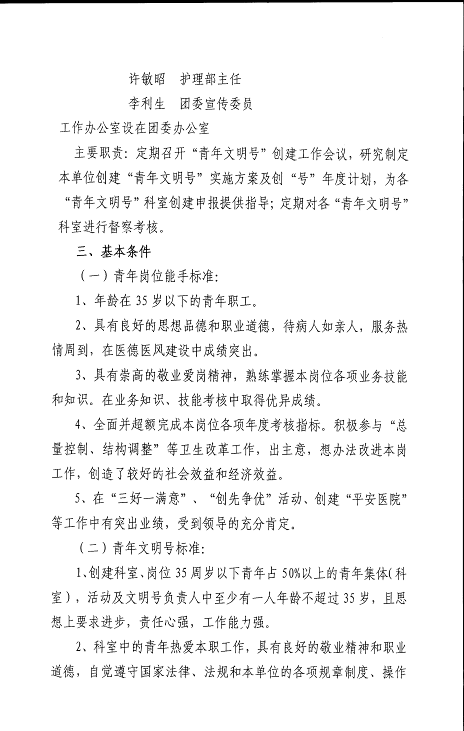 许敏昭 护理部主任
李利生 团委宣传委员
工作办公室设在团委办公室
主要职责：定期召开“青年文明号”创建工作会议，研究制定
本单位创建“青年文明号”实施方案及创“号”年度计划，为各
“青年文明号”科室创建申报提供指导；定期对各“青年文明号”
科室进行督察考核。
三、基本条件
（一）青年岗位能手标准：
1、年龄在 35 岁以下的青年职工。
2、具有良好的思想品德和职业道德，待病人如亲人，服务热
情周到，在医德医风建设中成绩突出。
3、具有崇高的敬业爱岗精神，熟练掌握本岗位各项业务技能
和知识。在业务知识、技能考核中取得优异成绩。
4、全面并超额完成本岗位各项年度考核指标。积极参与“总
量控制、结构调整”等卫生改革工作，出主意，想办法改进本岗
工作，创造了较好的社会效益和经济效益。
5、在“三好一满意”、“创先争优”活动、创建“平安医院”
等工作中有突出业绩，受到领导的充分肯定。
（二）青年文明号标准：
1、创建科室、岗位 35 周岁以下青年占 50%以上的青年集体（科
室），活动及文明号负责人中至少有一人年龄不超过 35 岁，且思
想上要求进步，责任心强，工作能力强。
2、科室中的青年热爱本职工作，具有良好的敬业精神和职业
道德，自觉遵守国家法律、法规和本单位的各项规章制度、操作